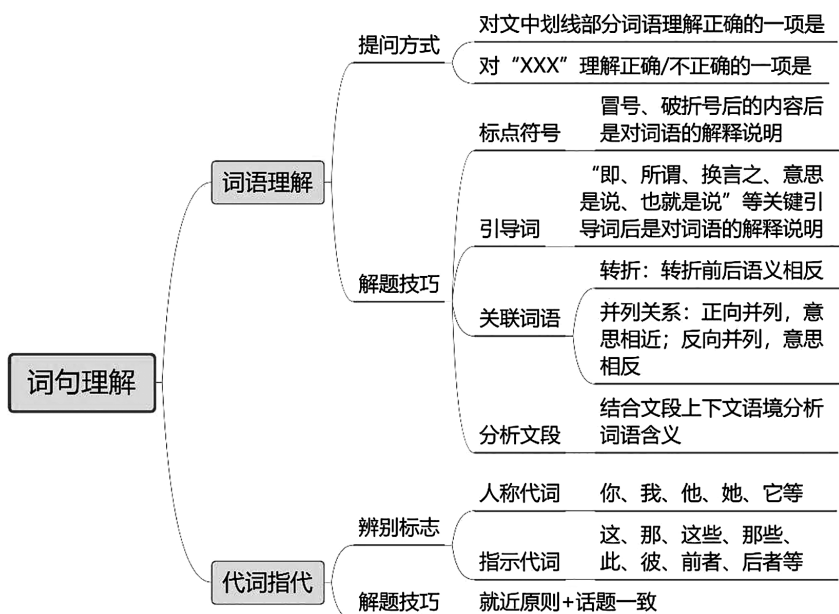 词句理解
词语理解
提问方式
对文中划线部分词语理解正确的一项是
对“XXX”理解正确/不正确的一项是
解题技巧
标点符号
冒号、破折号后的内容后
是对词语的解释说明
引导词
“即、所谓、换言之、意思
是说、也就是说”等关键引
导词后是对词语的解释说明
关联词语
转折：转折前后语义相反
并列关系：正向并列，意
思相近；反向并列，意思
相反
分析文段
结合文段上下文语境分析
词语含义
代词指代
辨别标志
人称代词
你、我、他、她、它等
指示代词
这、那、这些、那些、
此、彼、前者、后者等
解题技巧
就近原则+话题一致